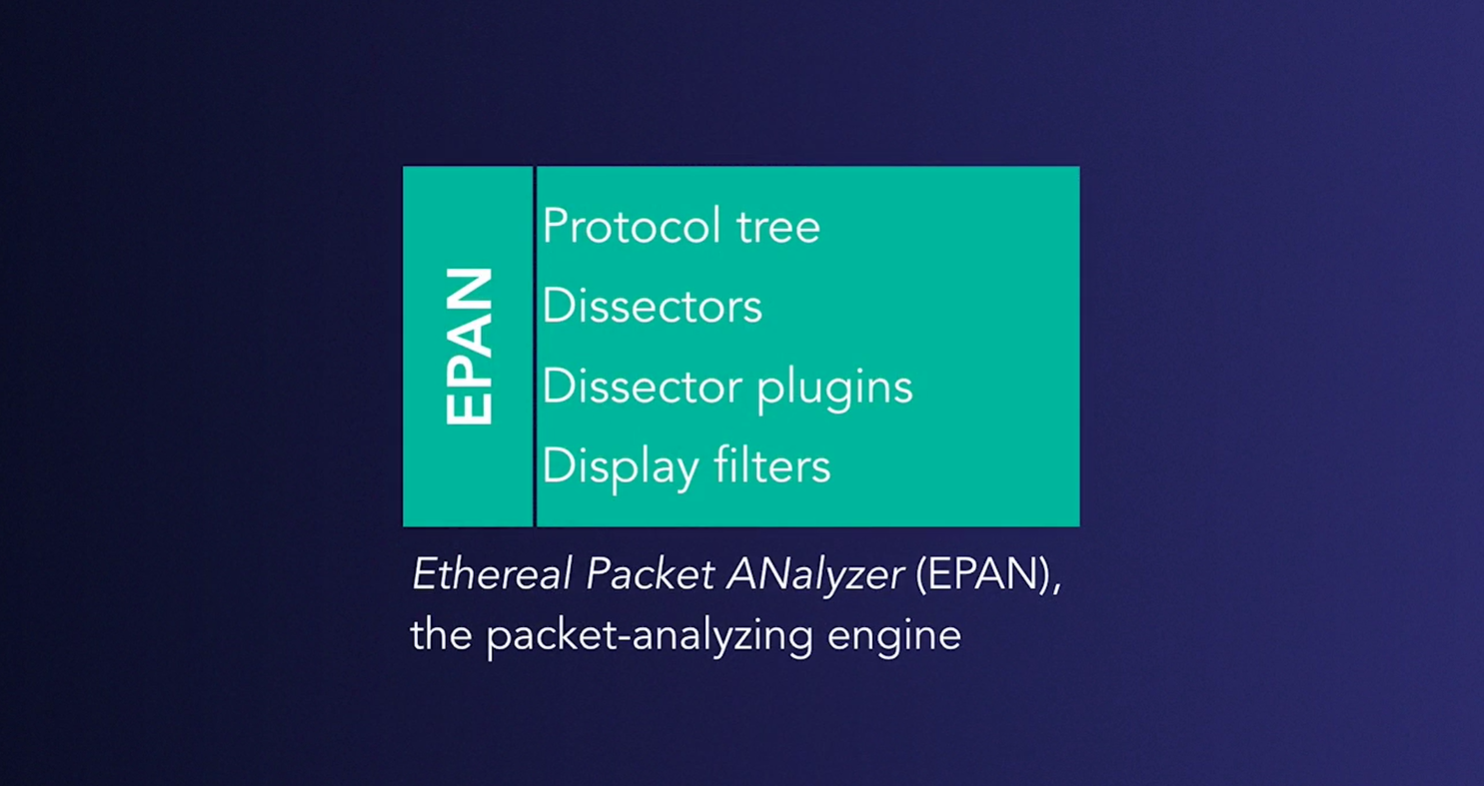 EPAN
Protocol tree
Dissectors
Dissector plugins
Display filters
Ethereal Packet ANalyzer (EPAN),
the packet-analyzing engine